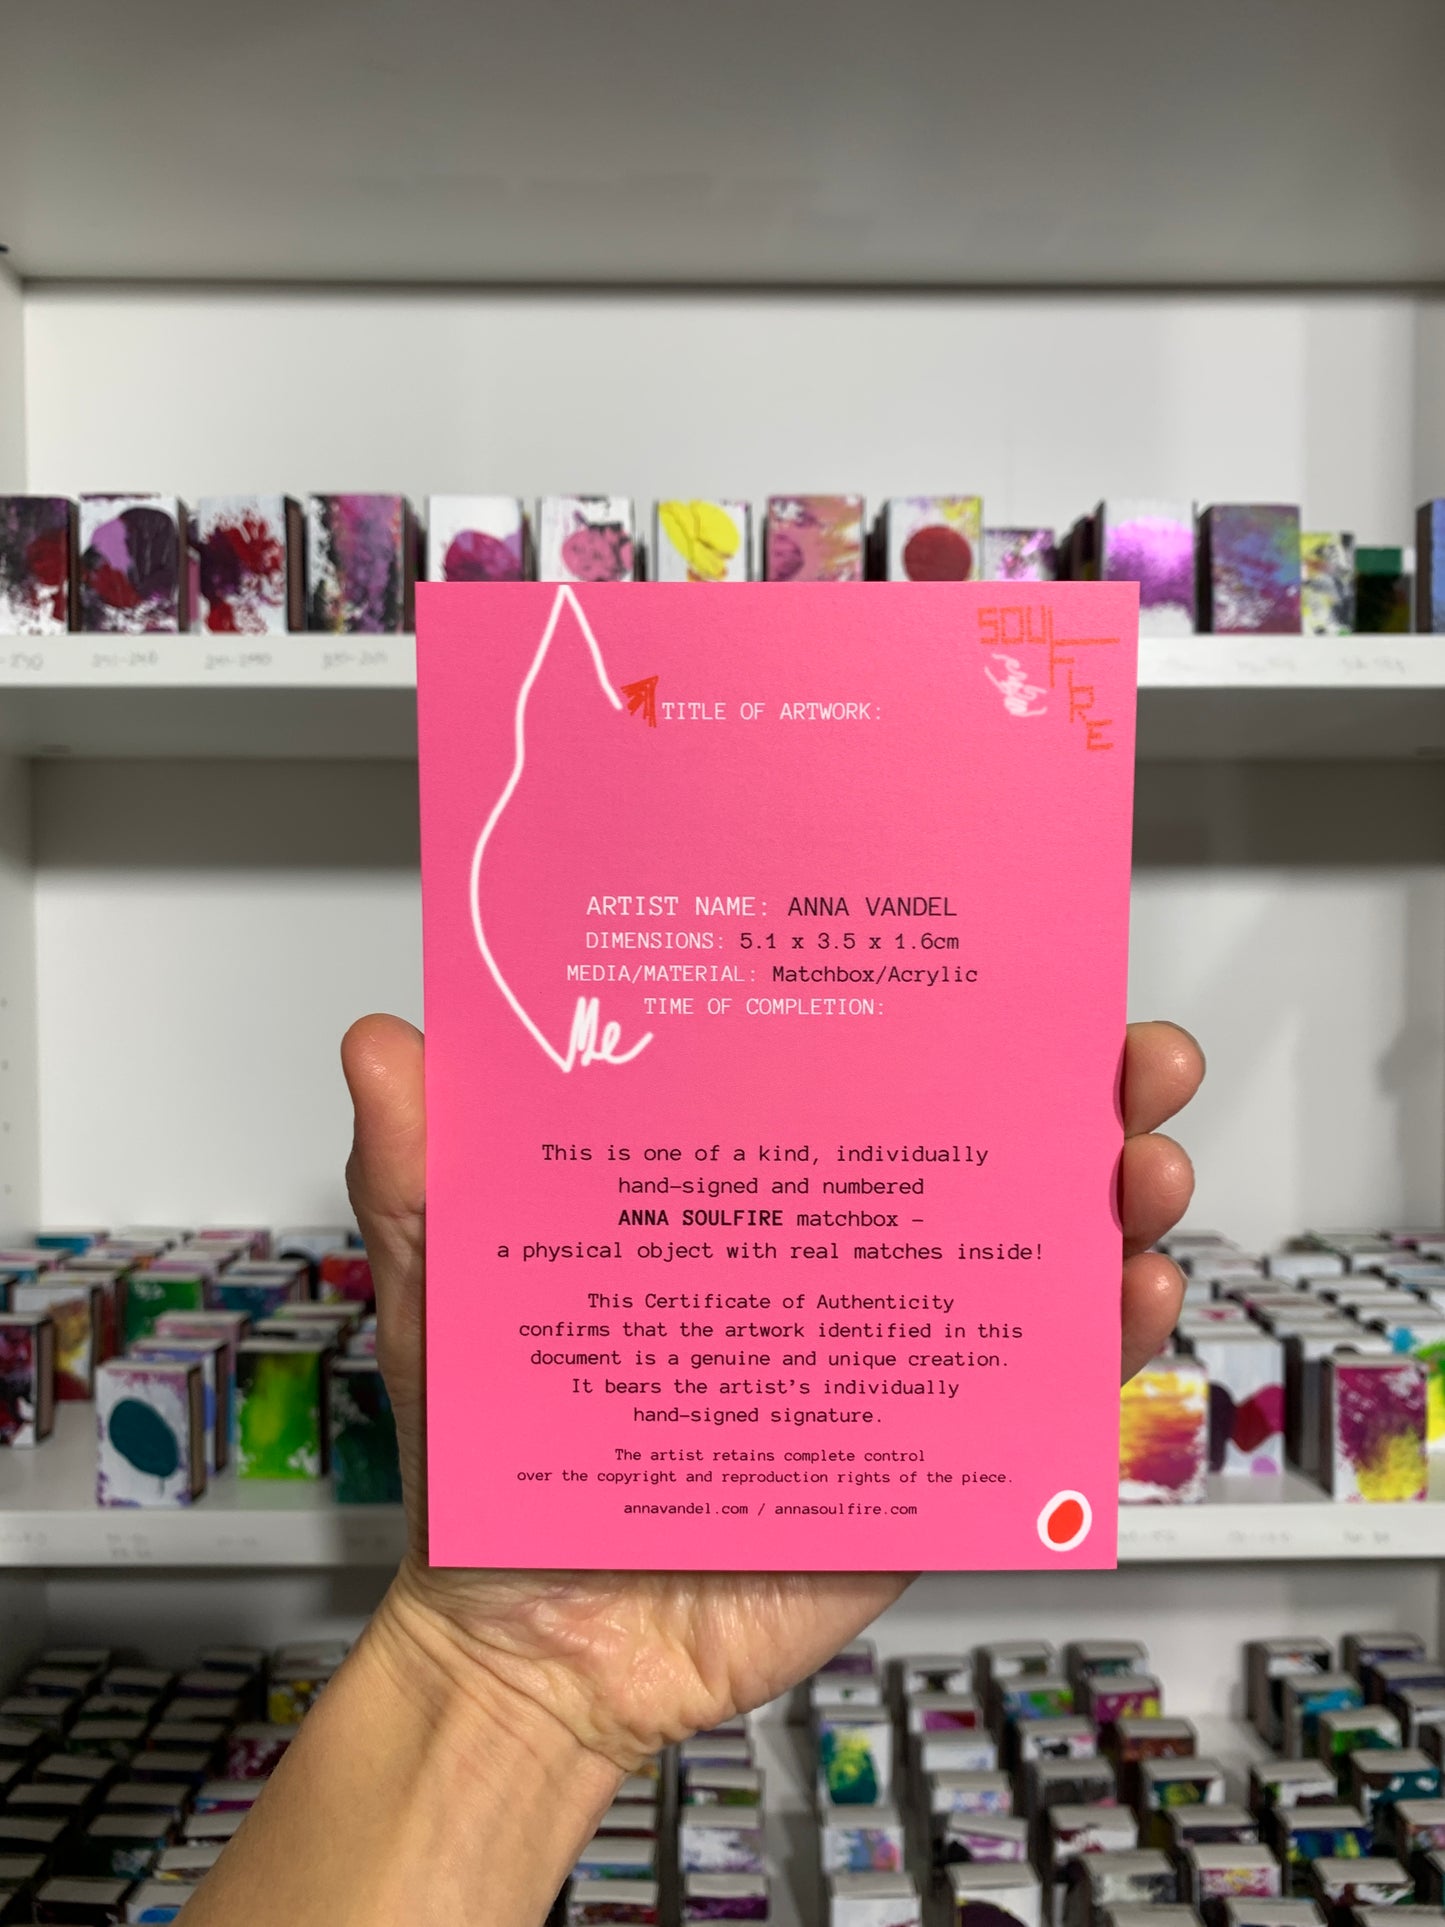 SOULFIRE
TITLE OF ARTWORK:
ARTIST NAME: ANNA VANDEL
DIMENSIONS: 5.1 x 3.5 x 1.6cm
MEDIA/MATERIAL: Matchbox/Acrylic
TIME OF COMPLETION:
Me
This is one of a kind, individually
hand-signed and numbered
ANNA SOULFIRE matchbox –
a physical object with real matches inside!
This Certificate of Authenticity
confirms that the artwork identified in this
document is a genuine and unique creation.
It bears the artist's individually
hand-signed signature.
The artist retains complete control
over the copyright and reproduction rights of the piece.
annavandel.com / annasoulfire.com